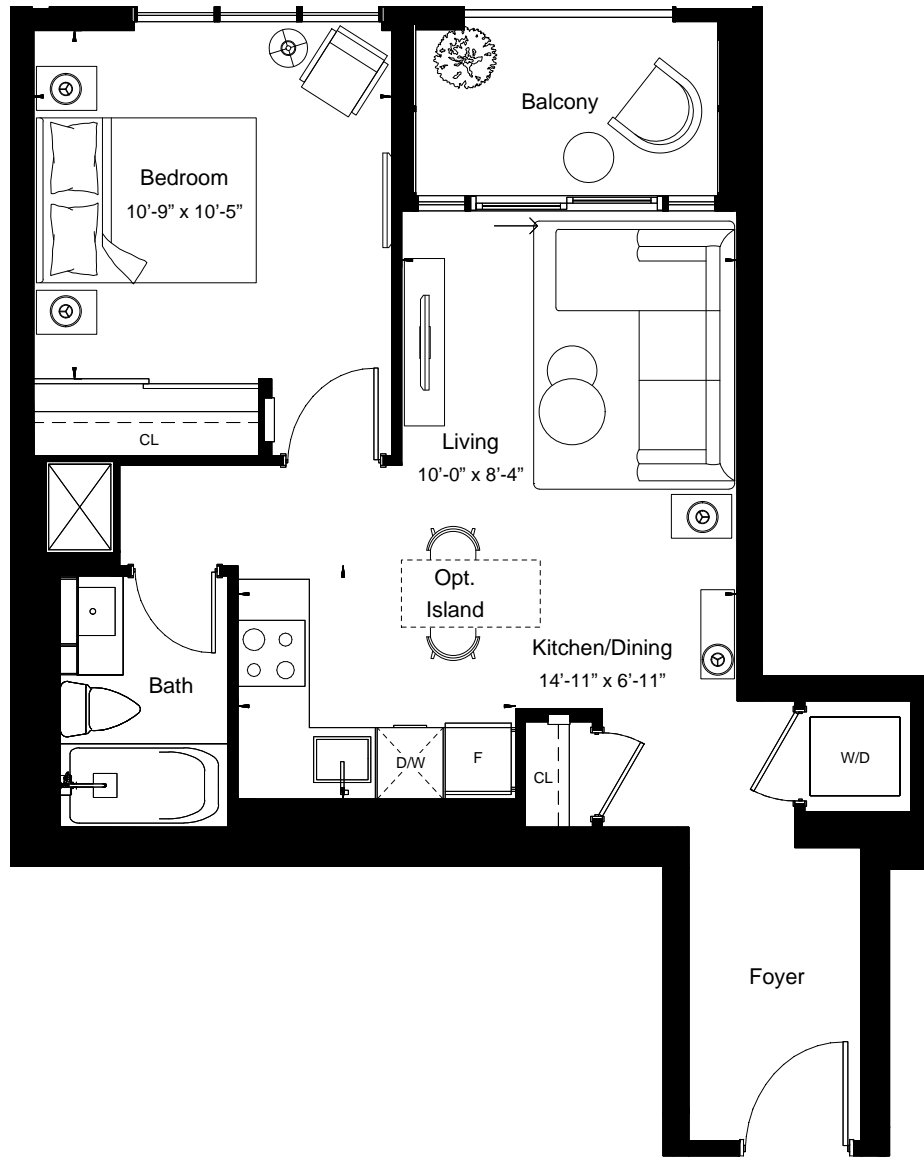 Balcony
Bedroom
10’-9” x 10’-5”
CL
Living
10’-0” x 8’-4”
Opt.
Island
Kitchen/Dining
14’-11” x 6’-11”
Bath
D/W
F
CL
W/D
Foyer